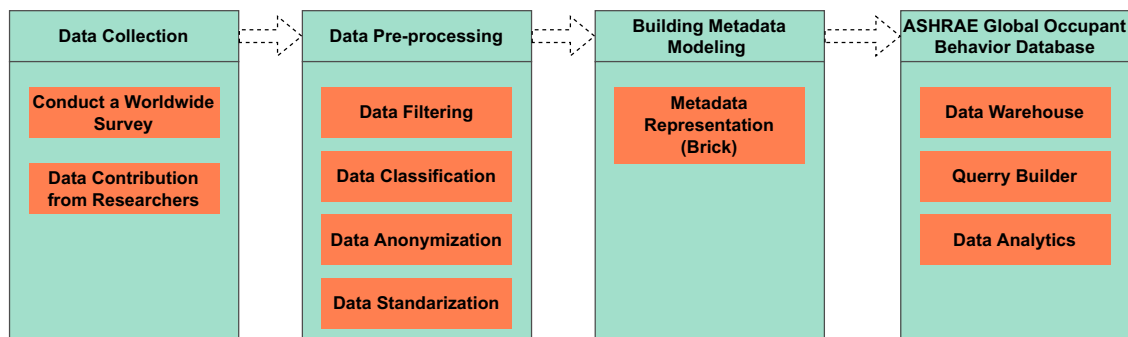 Data Collection
Conduct a Worldwide
Survey
Data Contribution
from Researchers
Data Pre-processing
Data Filtering
Data Classification
Data Anonymization
Data Standarization
Building Metadata
Modeling
Metadata
Representation
(Brick)
ASHRAE Global Occupant
Behavior Database
Data Warehouse
Querry Builder
Data Analytics